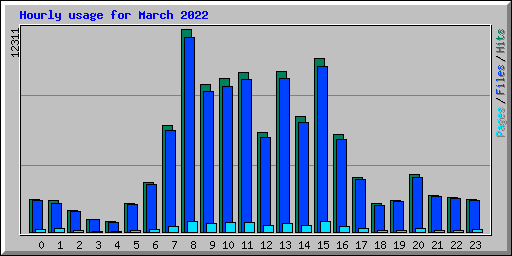 Hourly usage for March 2022
12311
Pages / Files / Hits
0 1 2 3 4 5 6 7 8 9 10 11 12 13 14 15 16 17 18 19 20 21 22 23